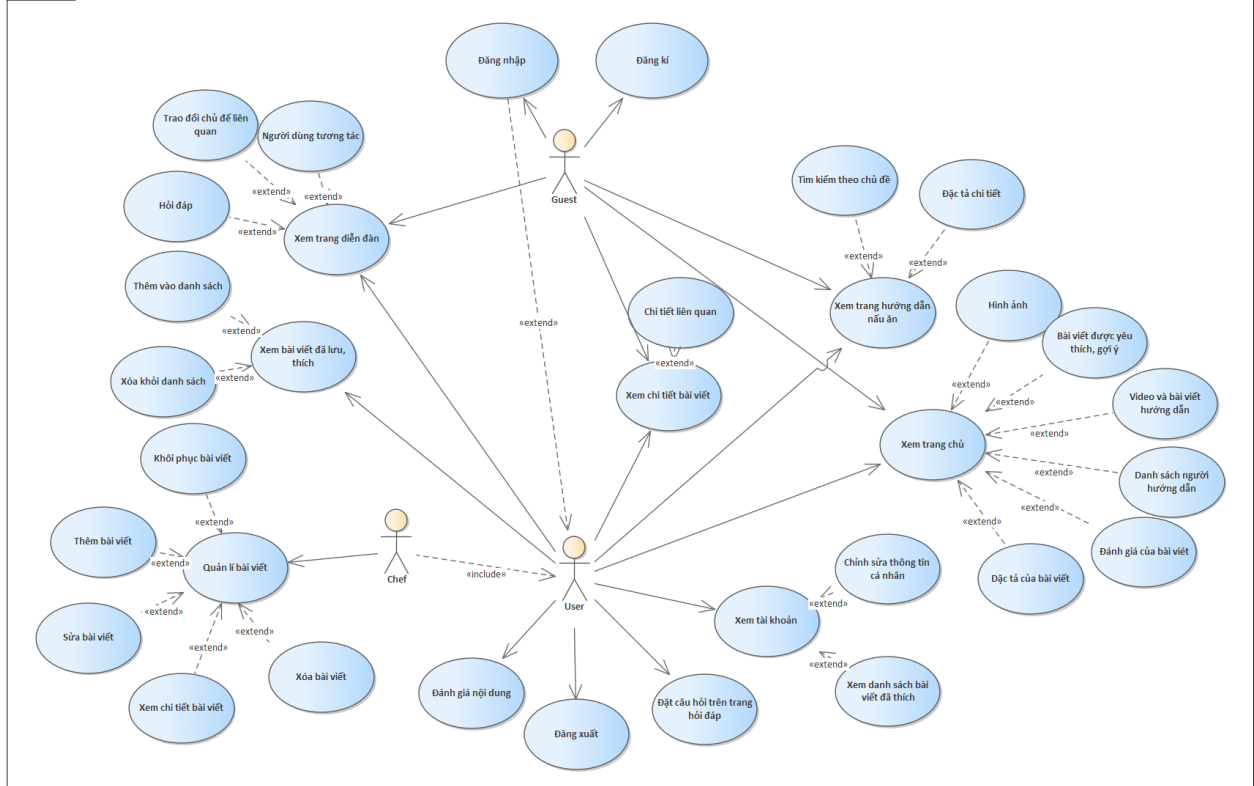 Đăng nhập
Đăng kí
Trao đổi chủ để liên
quan
Người dùng tương tác
Tìm kiếm theo chủ đề
Đặc tả chi tiết
«extend»
«extend»
Guest
Hỏi đáp
«extend»
Xem trang diễn đàn
«extend»
«extend»
Thêm vào danh sách
«extend»
Xem bài viết đã lưu,
thích
Xóa khỏi danh sách
«extend»
«extend»
Chi tiết liên quan
«extend»
Xem chi tiết bài viết
Xem trang hướng dẫn
nấu ăn
Hình ảnh
Bài viết được yêu
thích, gợi ý
«extend»
«extend»
Video và bài viết
hướng dẫn
«extend»
Xem trang chủ
Danh sách người
hướng dẫn
«extend»
«extend»
Đánh giá của bài viét
«extend»
Dặc tả của bài viết
Khôi phục bài viết
«extend»
Thêm bài viết
«extend»
Quản lí bài viết
Chef
«include»
User
Sửa bài viết
«extend»
«extend»
«extend»
Xem chi tiết bài viết
Xóa bài viết
Chỉnh sửa thông tin
cá nhân
«extend»
Xem tài khoản
«extend»
Xem danh sách bài
viết đã thích
Đánh giá nội dung
Đăng xuất
Đặt câu hỏi trên trang
hỏi đáp